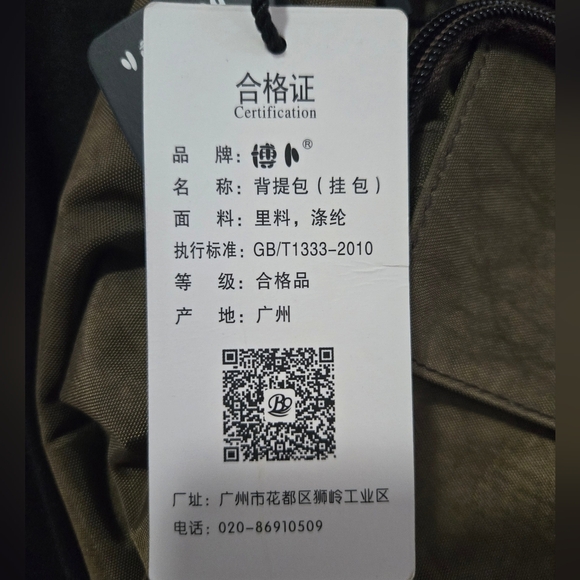 合格证
Certification
品 牌：博卜®
名 称：背提包（挂包）
面 料：里料，涤纶
执行标准：GB/T1333-2010
等 级：合格品
产 地：广州
厂址：广州市花都区狮岭工业区
电话：020-86910509